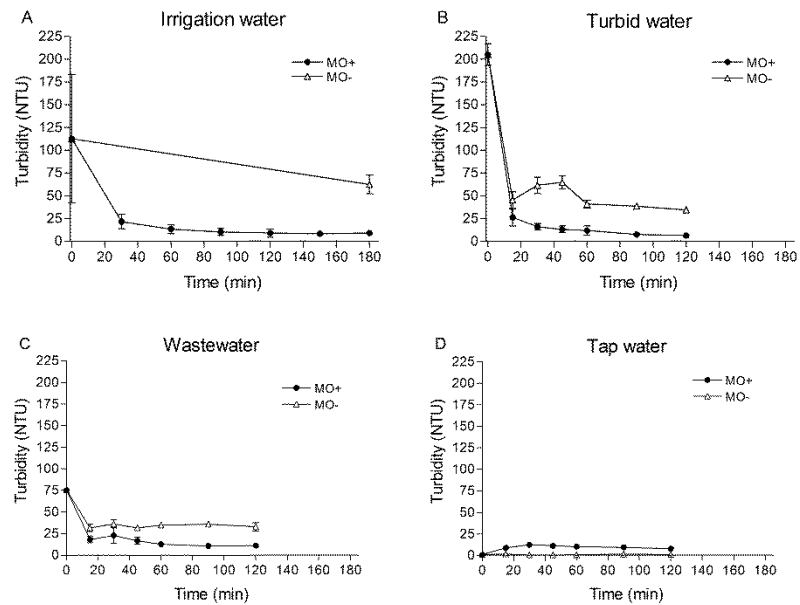 A
Irrigation water
Turbidity (NTU)
225
200
175
150
125
100
75
50
25
0
MO+
MO-
0 20 40 60 80 100 120 140 160 180
Time (min)
B
Turbid water
Turbidity (NTU)
225
200
175
150
125
100
75
50
25
0
MO+
MO-
0 20 40 60 80 100 120 140 160 180
Time (min)
C
Wastewater
Turbidity (NTU)
225
200
175
150
125
100
75
50
25
0
MO+
MO-
0 20 40 60 80 100 120 140 160 180
Time (min)
D
Tap water
Turbidity (NTU)
225
200
175
150
125
100
75
50
25
0
MO+
MO-
0 20 40 60 80 100 120 140 160 180
Time (min)